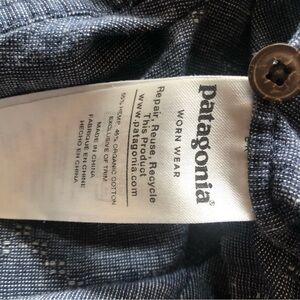 patagonia®
WORN WEAR
Repair, Reuse, Recycle
This Product
www.patagonia.com
55% HEMP, 45% ORGANIC COTTON
EXCLUSIVE OF TRIM
MADE IN CHINA
FABRIQUÉ EN CHINE
HECHO EN CHINA